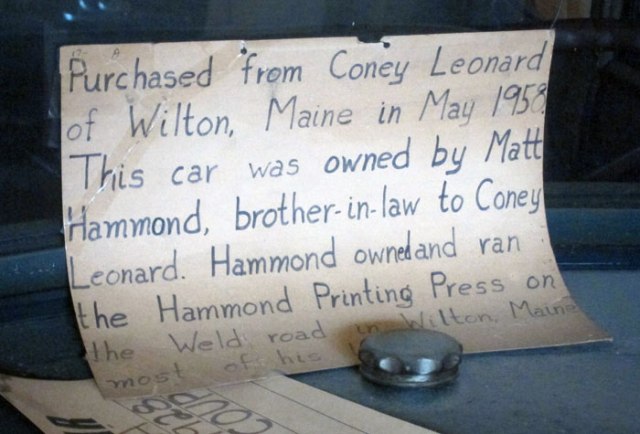 Purchased from Coney Leonard
of Wilton, Maine in May 1958.
This car was owned by Matt
Hammond, brother-in-law to Coney
Leonard. Hammond owned and ran
the Hammond Printing Press on
the Weld road in Wilton, Maine
most of his
COUP